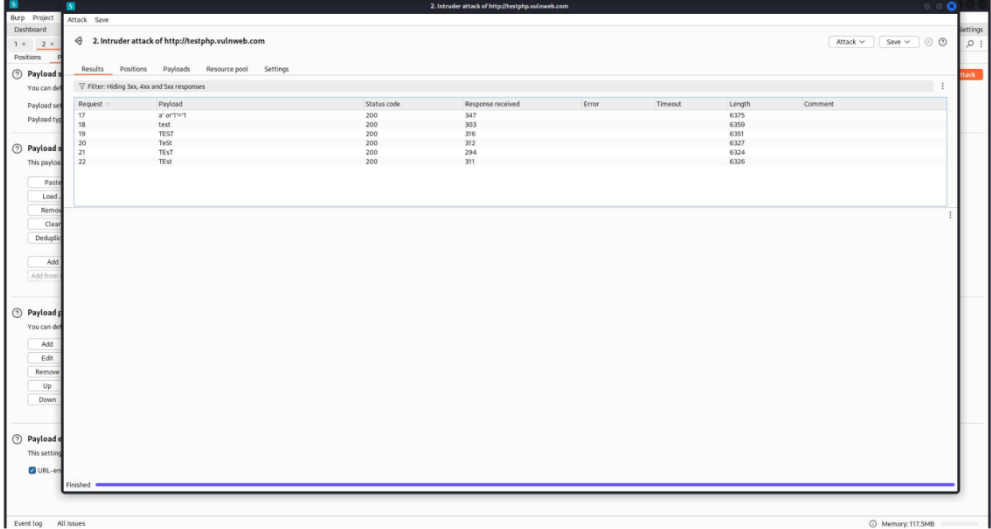 2. Intruder attack of http://testphp.vulnweb.com
Burp Project
Attack Save
Dashboard
Settings
2. Intruder attack of http://testphp.vulnweb.com
Attack
Save
1 × 2 ×
Positions
Results Positions Payloads Resource pool Settings
Payload s
attack
You can def
Filter: Hiding 3xx, 4xx and 5xx responses
Payload set
Request Payload Status code Response received Error Timeout Length Comment
Payload typ
17 a' or'1'='1 200 347 6375
18 test 200 303 6359
19 TEST 200 316 6351
20 TeSt 200 312 6327
21 TEsT 200 294 6324
22 TEst 200 311 6326
Payload s
This payloa
Paste
Load ..
Remov
Clear
Deduplic
Add
Add from
Payload p
You can def
Add
Edit
Remove
Up
Down
Payload e
This setting
URL-en
Finished
Event log All issues
Memory: 117.5MB